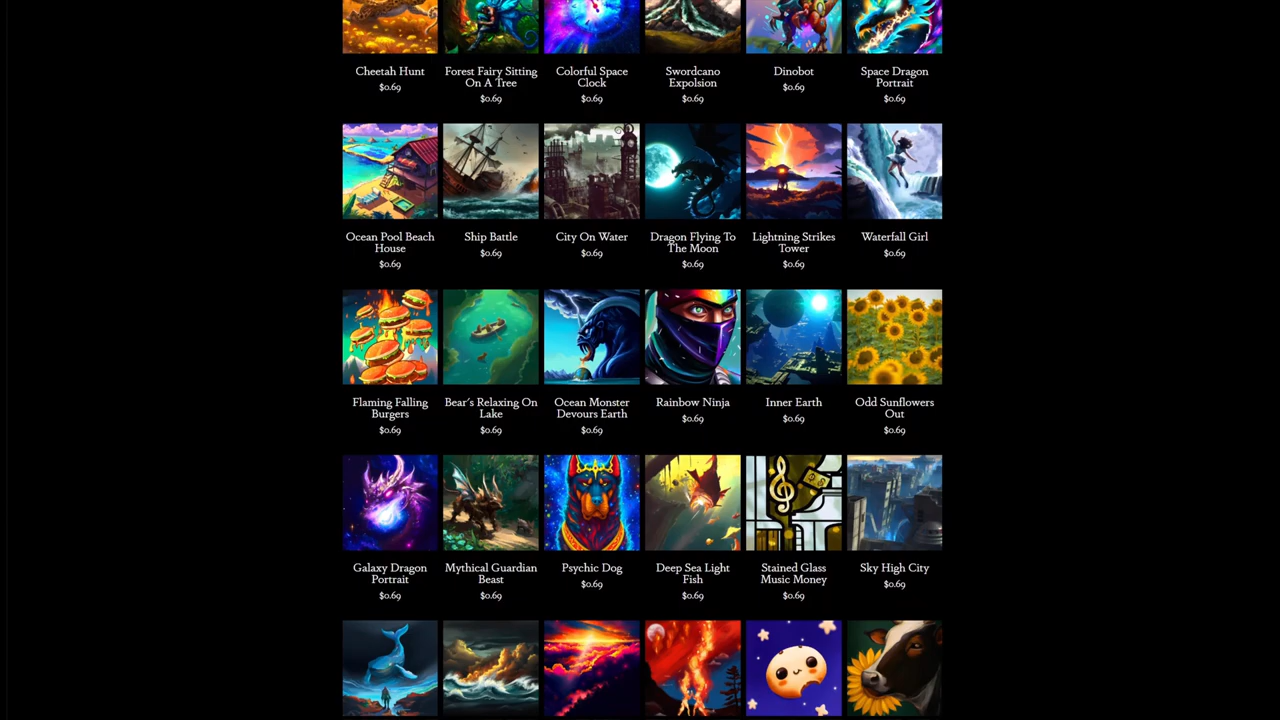 Cheetah Hunt
$0.69
Forest Fairy Sitting
On A Tree
$0.69
Colorful Space
Clock
$0.69
Swordcano
Expolsion
$0.69
Dinobot
$0.69
Space Dragon
Portrait
$0.69
Ocean Pool Beach
House
$0.69
Ship Battle
$0.69
City On Water
$0.69
Dragon Flying To
The Moon
$0.69
Lightning Strikes
Tower
$0.69
Waterfall Girl
$0.69
Flaming Falling
Burgers
$0.69
Bear's Relaxing On
Lake
$0.69
Ocean Monster
Devours Earth
$0.69
Rainbow Ninja
$0.69
Inner Earth
$0.69
Odd Sunflowers
Out
$0.69
Galaxy Dragon
Portrait
$0.69
Mythical Guardian
Beast
$0.69
Psychic Dog
$0.69
Deep Sea Light
Fish
$0.69
Stained Glass
Music Money
$0.69
Sky High City
$0.69